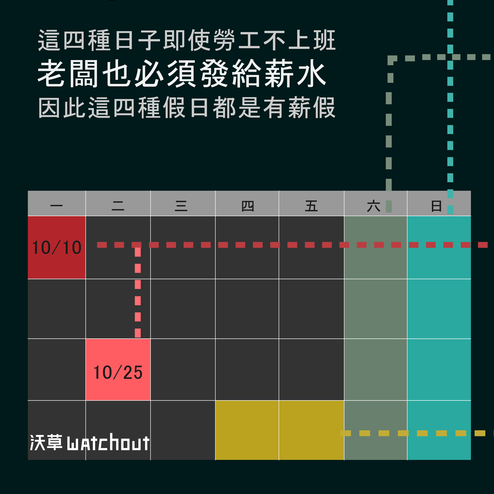 這四種日子即使勞工不上班
老闆也必須發給薪水
因此這四種假日都是有薪假
一 二 三 四 五 六 日
10/10
10/25
沃草 WATCHOUT